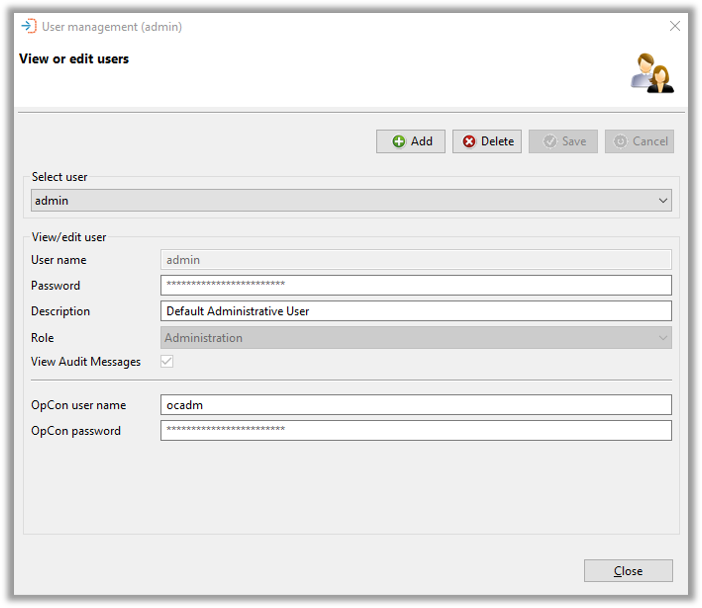 User management (admin)
View or edit users
Add Delete Save Cancel
Select user
admin
View/edit user
User name admin
Password ************************
Description Default Administrative User
Role Administration
View Audit Messages
OpCon user name ocadm
OpCon password ************************
Close